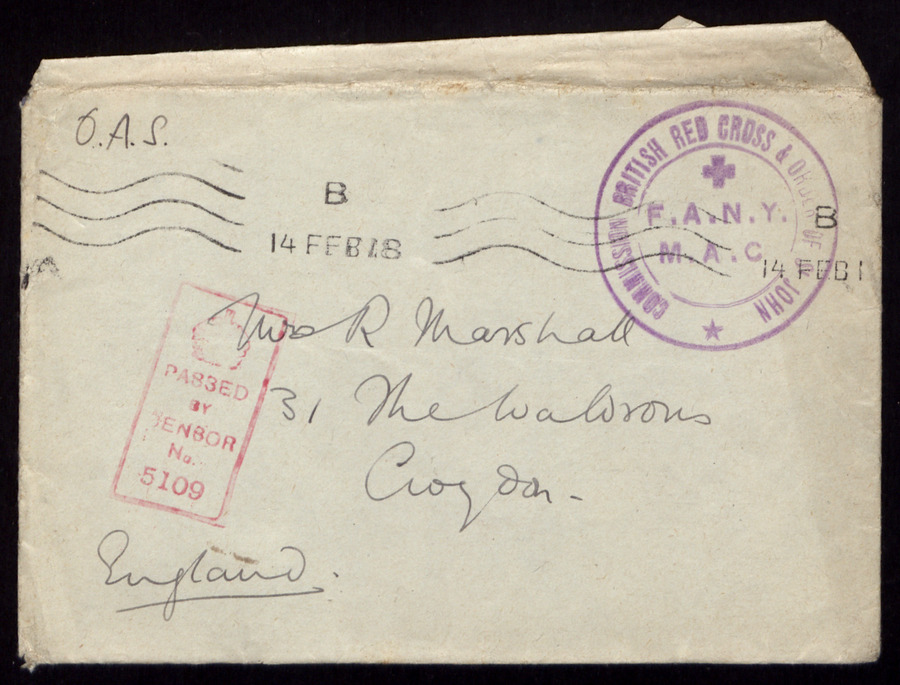 O.A.S.
COMMISSION BRITISH RED CROSS & ORDER OF ST JOHN
F.A.N.Y.
M.A.C.
B
14 FEB 18
B
14 FEB 1
Mrs R Marshall
31 The Waldrons
Croydon -
PASSED
BY
CENSOR
No.
5109
England.